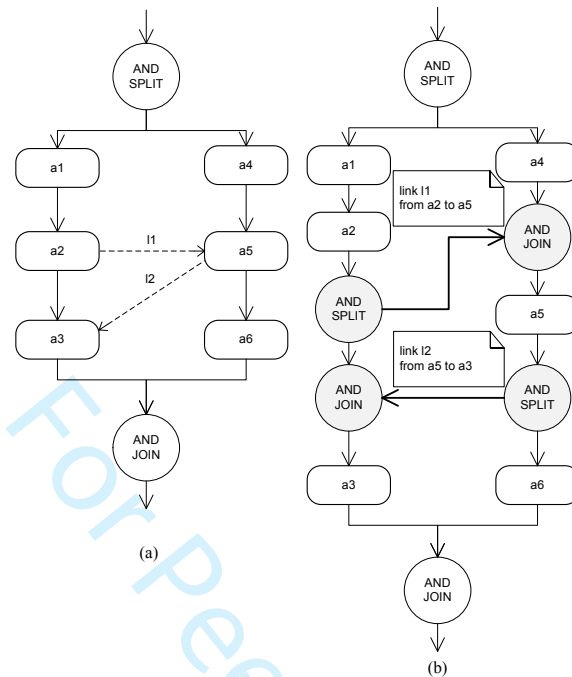 AND
SPLIT
a1
a4
a2
l1
a5
l2
a3
a6
AND
JOIN
(a)
AND
SPLIT
a1
a4
link l1
from a2 to a5
a2
AND
JOIN
AND
SPLIT
a5
link l2
from a5 to a3
AND
JOIN
AND
SPLIT
a3
a6
AND
JOIN
(b)
For Pee